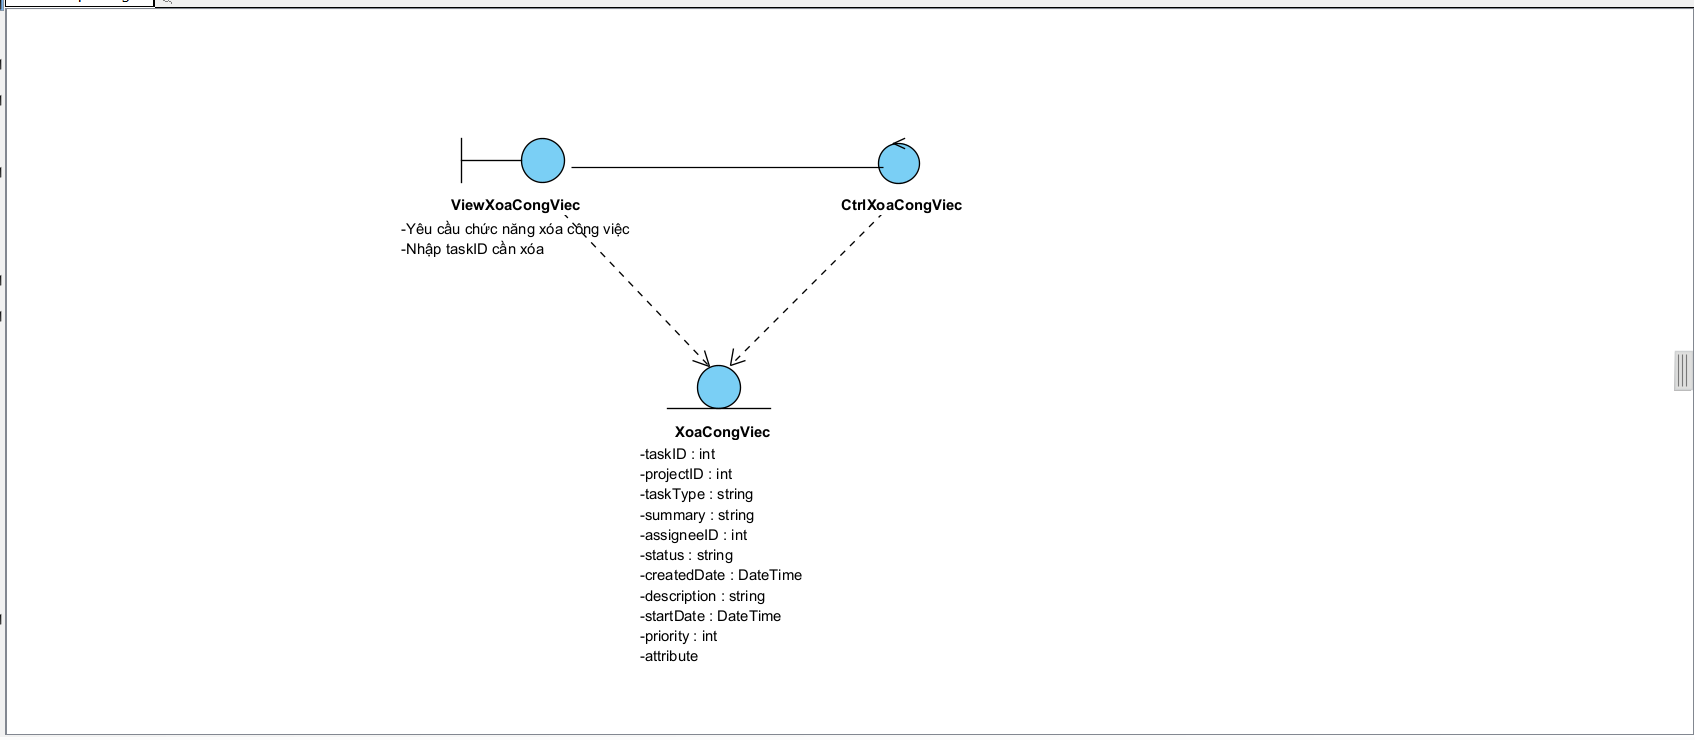 ViewXoaCongViec
-Yêu cầu chức năng xóa công việc
-Nhập taskID cần xóa
CtrlXoaCongViec
XoaCongViec
-taskID : int
-projectID : int
-taskType : string
-summary : string
-assigneeID : int
-status : string
-createdDate : DateTime
-description : string
-startDate : DateTime
-priority : int
-attribute